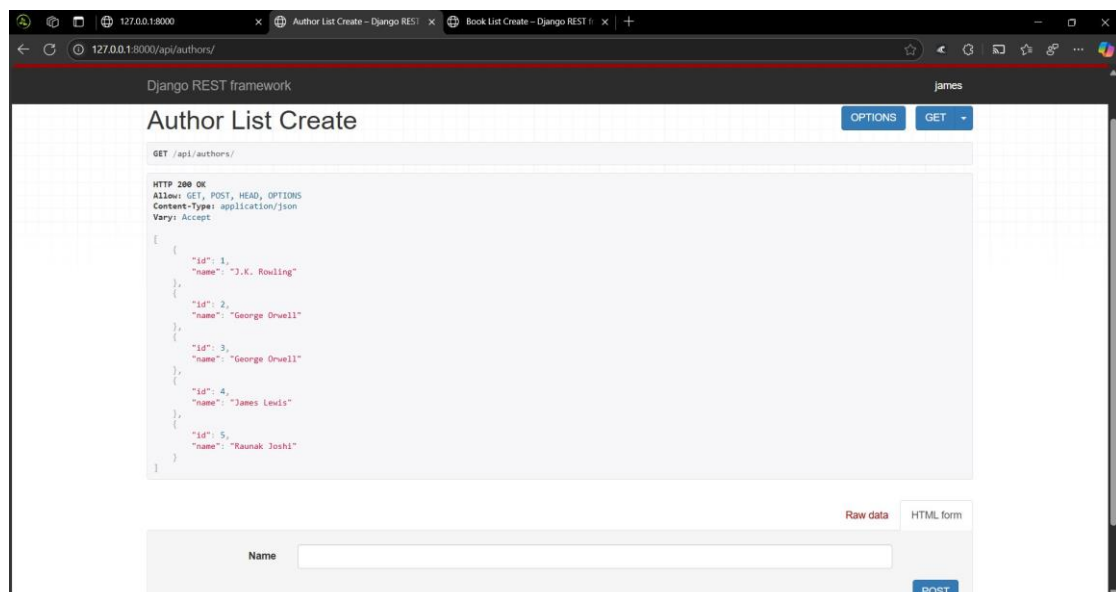 127.0.0.1:8000
Author List Create – Django REST
Book List Create – Django REST f
127.0.0.1:8000/api/authors/
Django REST framework
james
Author List Create
OPTIONS
GET
GET /api/authors/
HTTP 200 OK
Allow: GET, POST, HEAD, OPTIONS
Content-Type: application/json
Vary: Accept
[
{
"id": 1,
"name": "J.K. Rowling"
},
{
"id": 2,
"name": "George Orwell"
},
{
"id": 3,
"name": "George Orwell"
},
{
"id": 4,
"name": "James Lewis"
},
{
"id": 5,
"name": "Raunak Joshi"
}
]
Raw data
HTML form
Name
POST